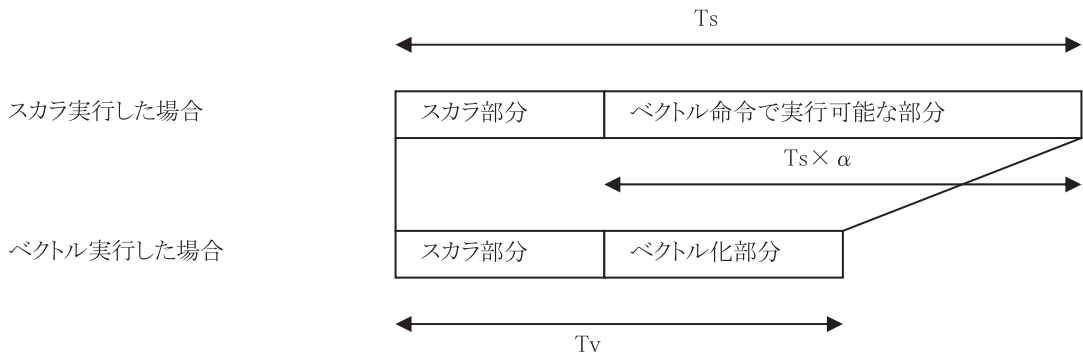 Ts
スカラ実行した場合
スカラ部分
ベクトル命令で実行可能な部分
Ts×α
ベクトル実行した場合
スカラ部分
ベクトル化部分
Tv